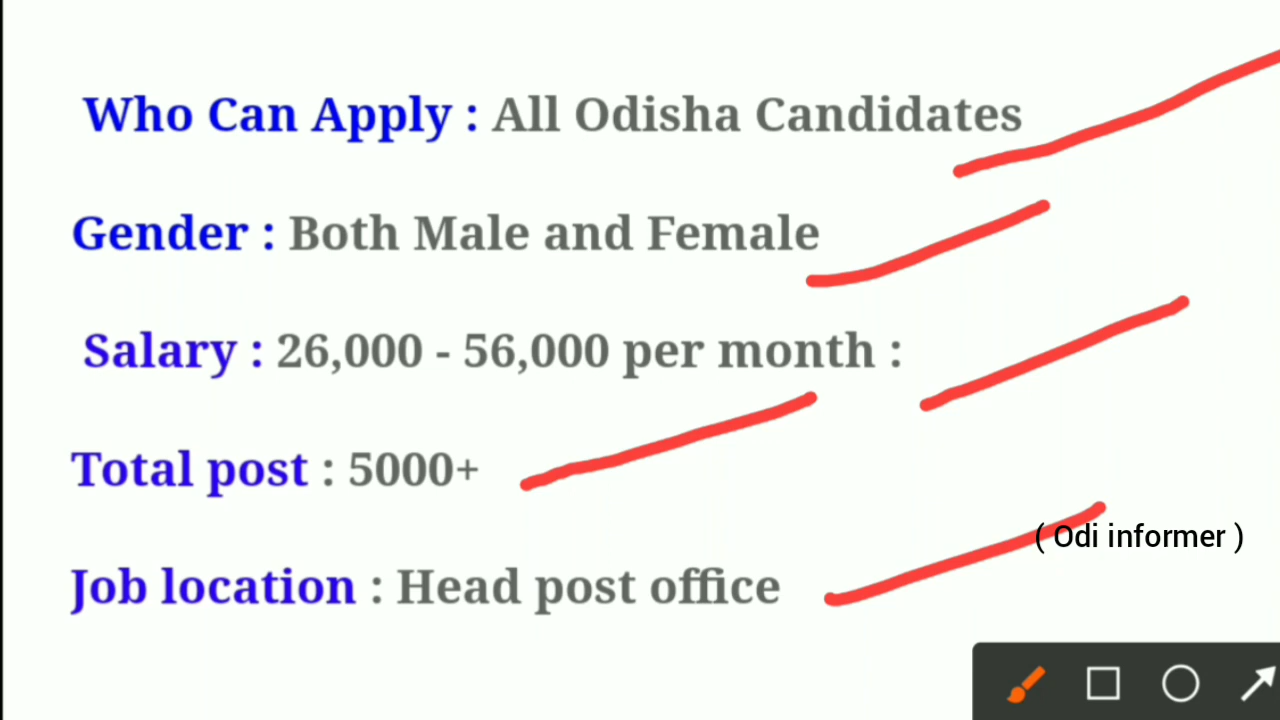 Who Can Apply : All Odisha Candidates
Gender : Both Male and Female
Salary : 26,000 - 56,000 per month :
Total post : 5000+
( Odi informer )
Job location : Head post office